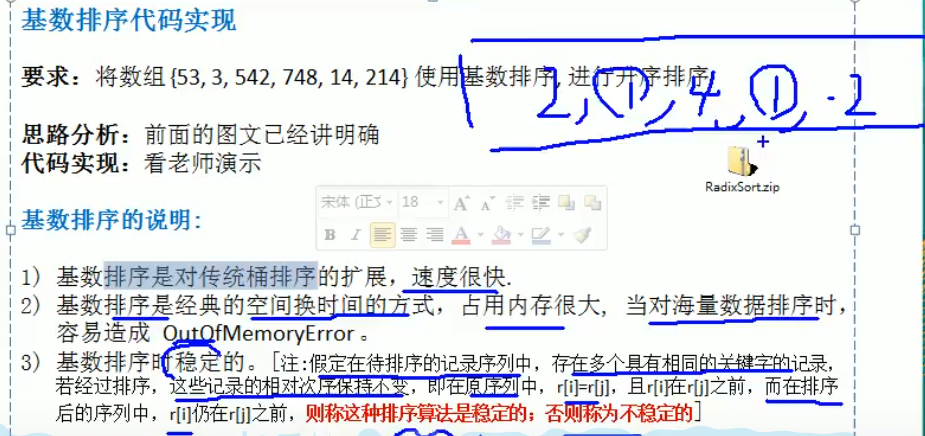 基数排序代码实现
要求：将数组 {53, 3, 542, 748, 14, 214} 使用基数排序, 进行升序排序
2, 1, 4, 1, -2
思路分析：前面的图文已经讲明确
代码实现：看老师演示
RadixSort.zip
宋体 (正文 18
B I A
基数排序的说明:
1) 基数排序是对传统桶排序的扩展，速度很快.
2) 基数排序是经典的空间换时间的方式，占用内存很大, 当对海量数据排序时，
容易造成 OutOfMemoryError 。
3) 基数排序时稳定的。[注:假定在待排序的记录序列中，存在多个具有相同的关键字的记录，
若经过排序，这些记录的相对次序保持不变，即在原序列中，r[i]=r[j]，且r[i]在r[j]之前，而在排序
后的序列中，r[i]仍在r[j]之前，则称这种排序算法是稳定的；否则称为不稳定的]